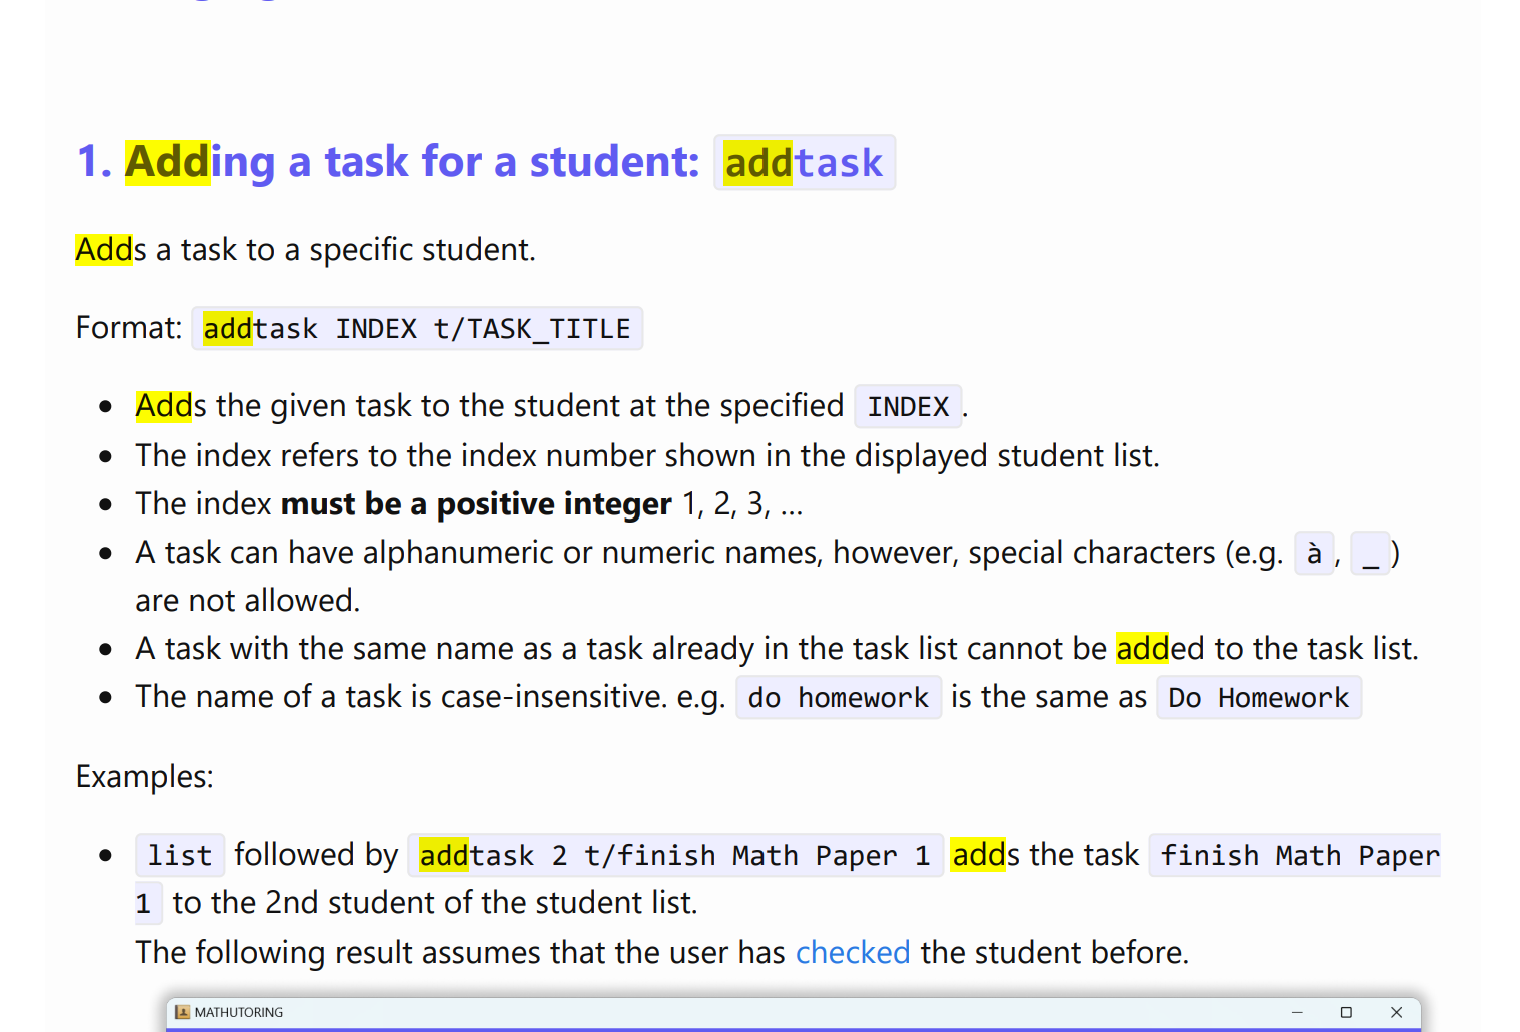 1. Adding a task for a student: addtask
Adds a task to a specific student.
Format: addtask INDEX t/TASK_TITLE
Adds the given task to the student at the specified INDEX.
The index refers to the index number shown in the displayed student list.
The index must be a positive integer 1, 2, 3, …
A task can have alphanumeric or numeric names, however, special characters (e.g. à, _)
are not allowed.
A task with the same name as a task already in the task list cannot be added to the task list.
The name of a task is case-insensitive. e.g. do homework is the same as Do Homework
Examples:
list followed by addtask 2 t/finish Math Paper 1 adds the task finish Math Paper
1 to the 2nd student of the student list.
The following result assumes that the user has checked the student before.
MATHUTORING